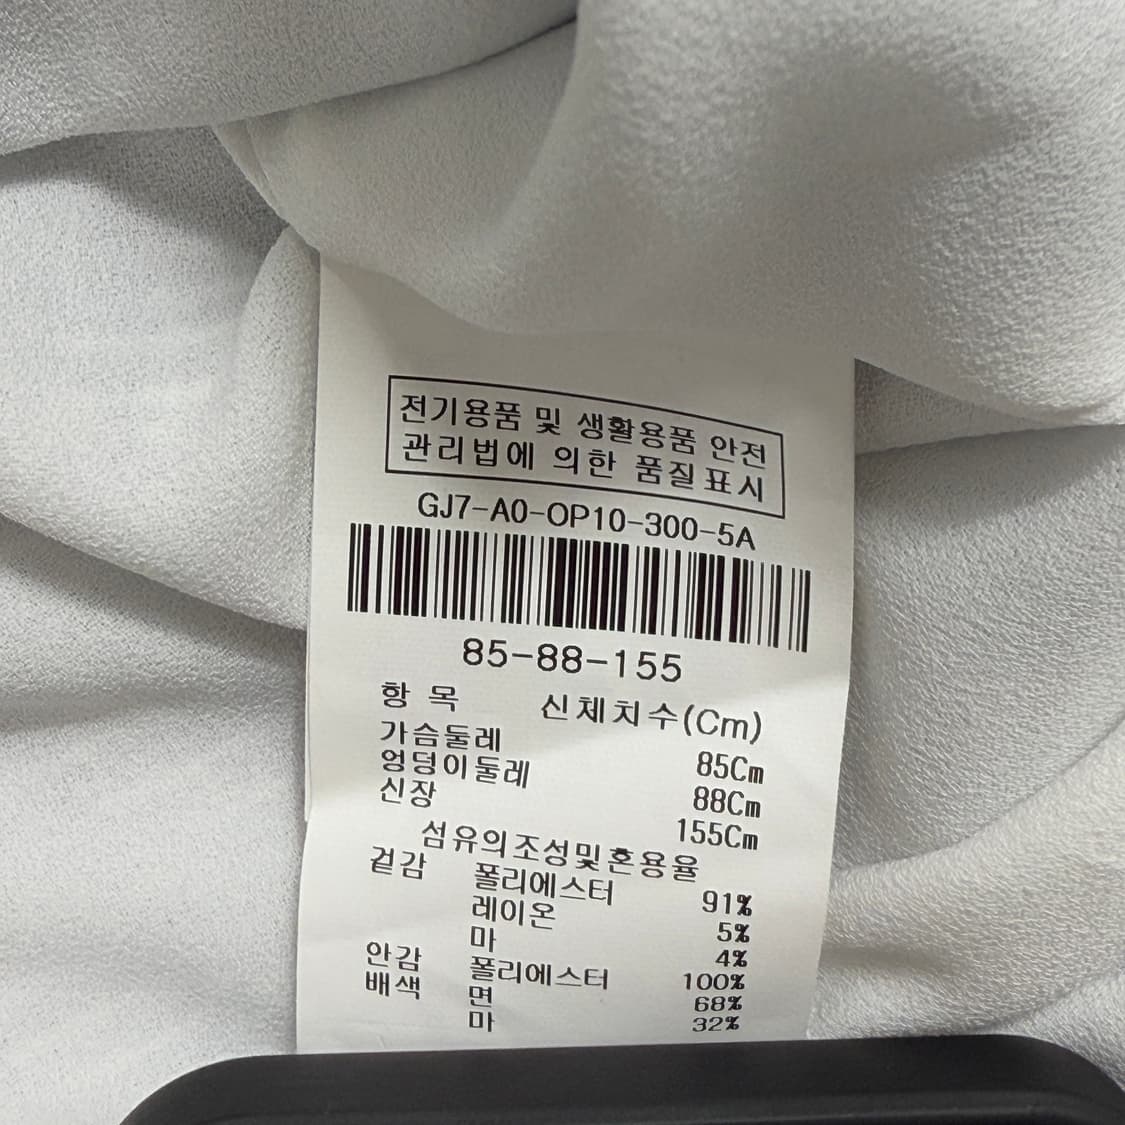 전기용품 및 생활용품 안전
관리법에 의한 품질표시
GJ7-A0-OP10-300-5A
85-88-155
항 목 신체치수(Cm)
가슴둘레 85Cm
엉덩이둘레 88Cm
신장 155Cm
섬유의조성및혼용율
겉감 폴리에스터 91%
레이온 5%
마 4%
안감 폴리에스터 100%
배색 면 68%
마 32%